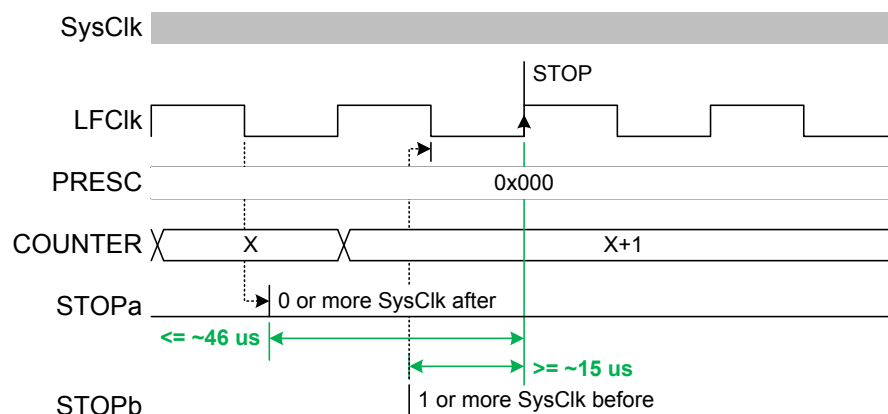 SysClk
STOP
LFClk
PRESC 0x000
COUNTER X X+1
STOPa 0 or more SysClk after
<= ~46 us
>= ~15 us
STOPb 1 or more SysClk before